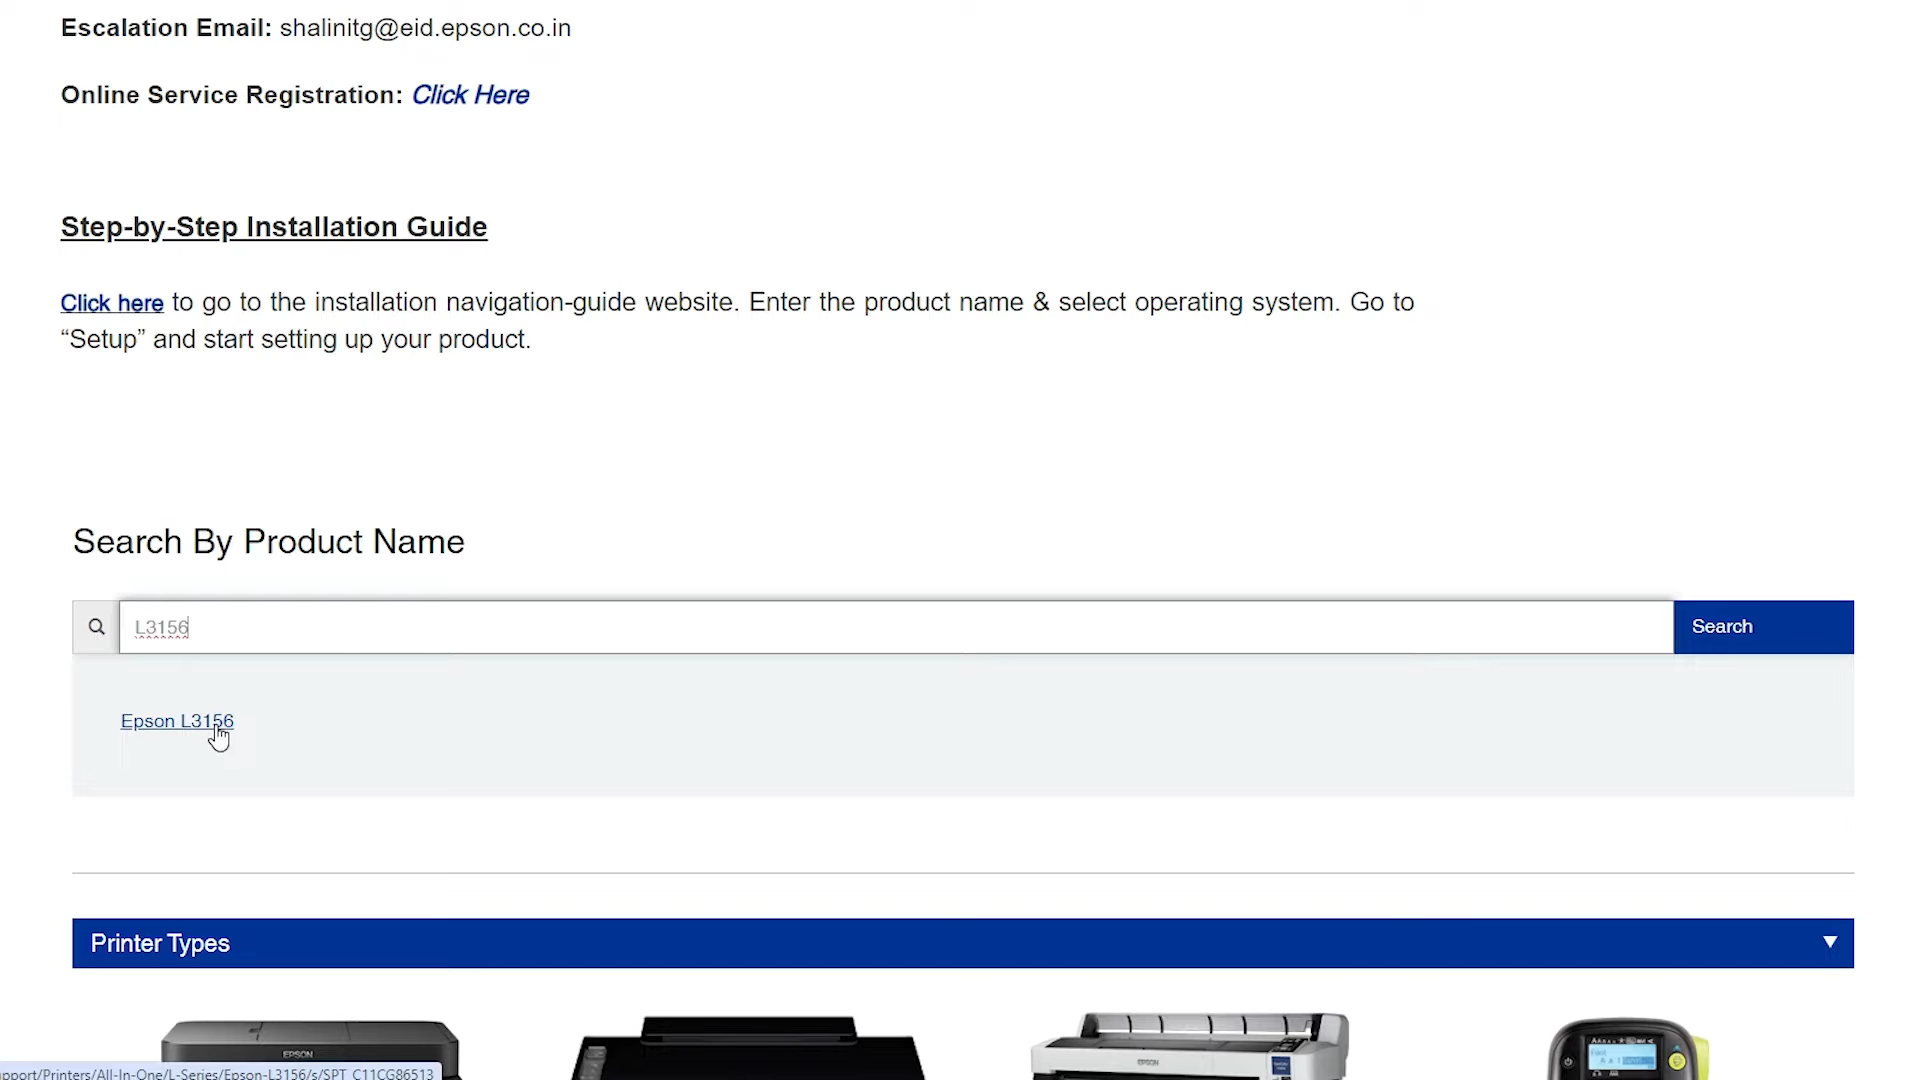 Escalation Email: shalinitg@eid.epson.co.in
Online Service Registration: Click Here
Step-by-Step Installation Guide
Click here to go to the installation navigation-guide website. Enter the product name & select operating system. Go to
“Setup” and start setting up your product.
Search By Product Name
L3156
Search
Epson L3156
Printer Types
EPSON
EPSON
pport/Printers/All-In-One/L-Series/Epson-L3156/s/SPT_C11CG86513